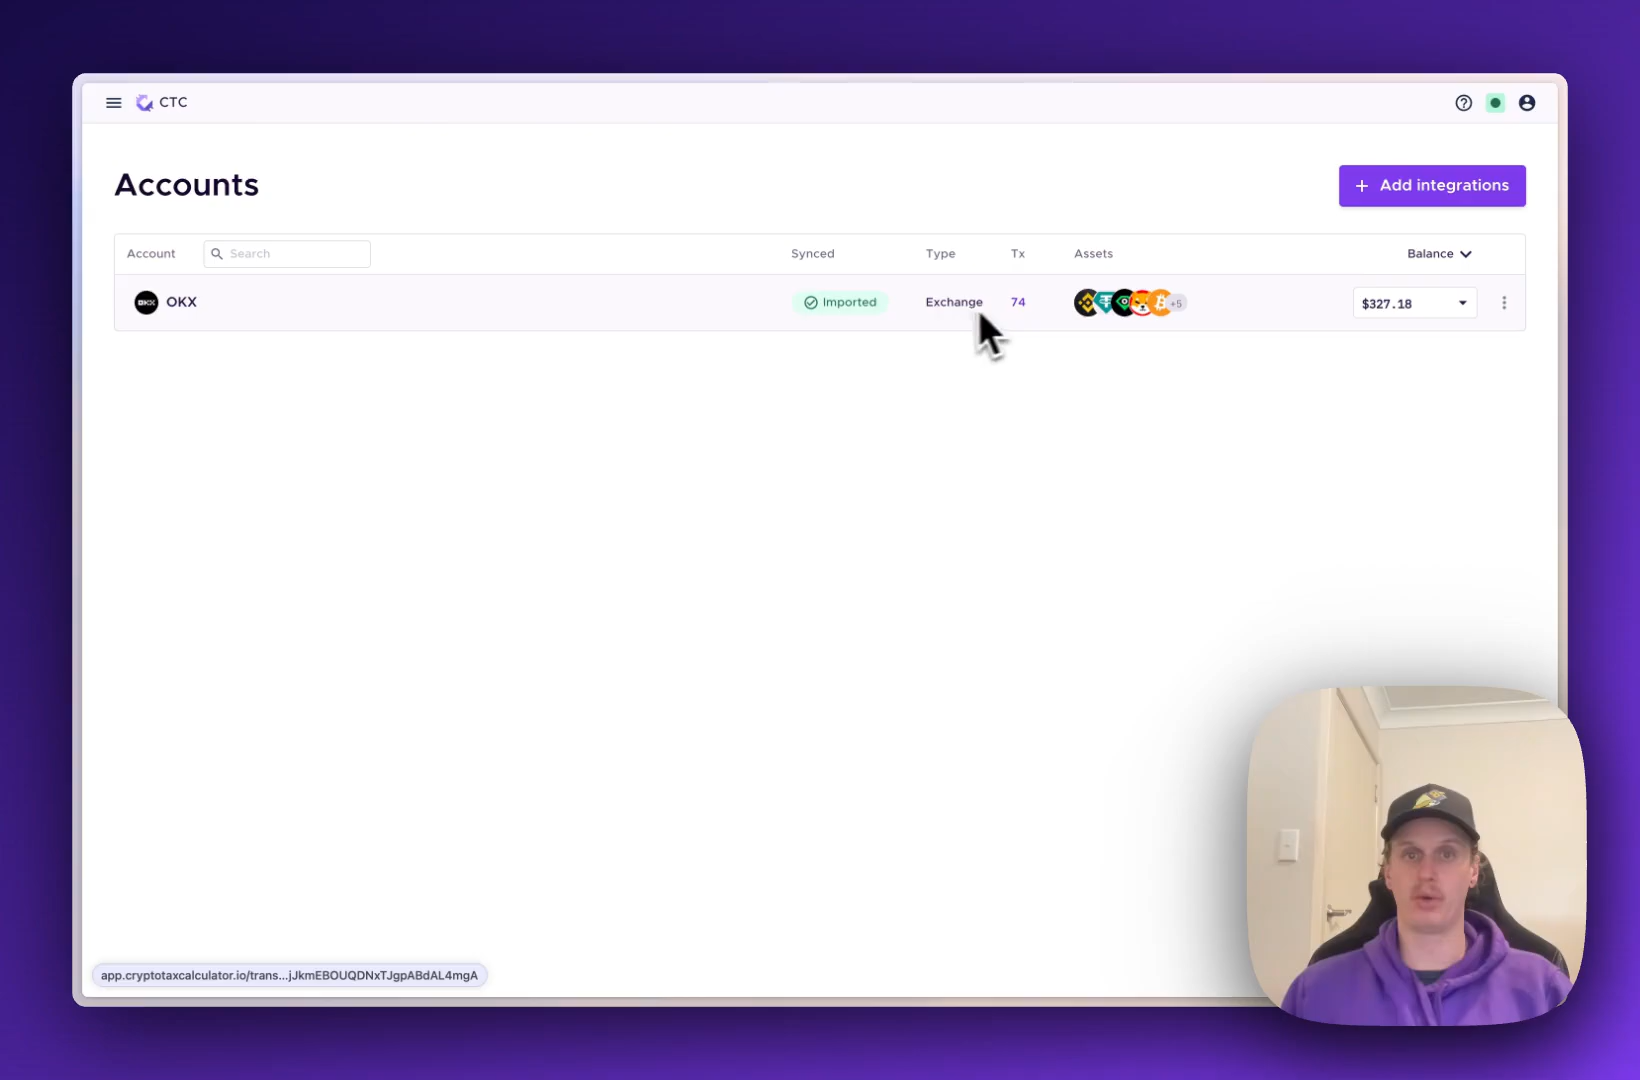 CTC
Accounts
+ Add integrations
Account
Search
Synced
Type
Tx
Assets
Balance
OKX
Imported
Exchange
74
+5
$327.18
app.cryptotaxcalculator.io/trans...jJkmEBOUQDNxTJgpABdAL4mgA